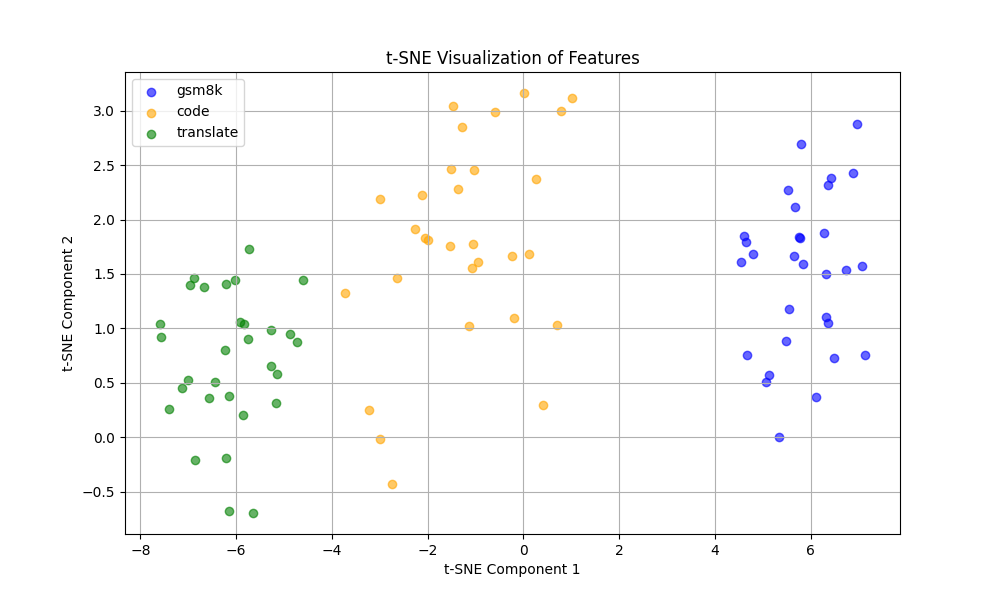 t-SNE Visualization of Features
gsm8k
code
translate
t-SNE Component 2
3.0
2.5
2.0
1.5
1.0
0.5
0.0
−0.5
−8 −6 −4 −2 0 2 4 6
t-SNE Component 1